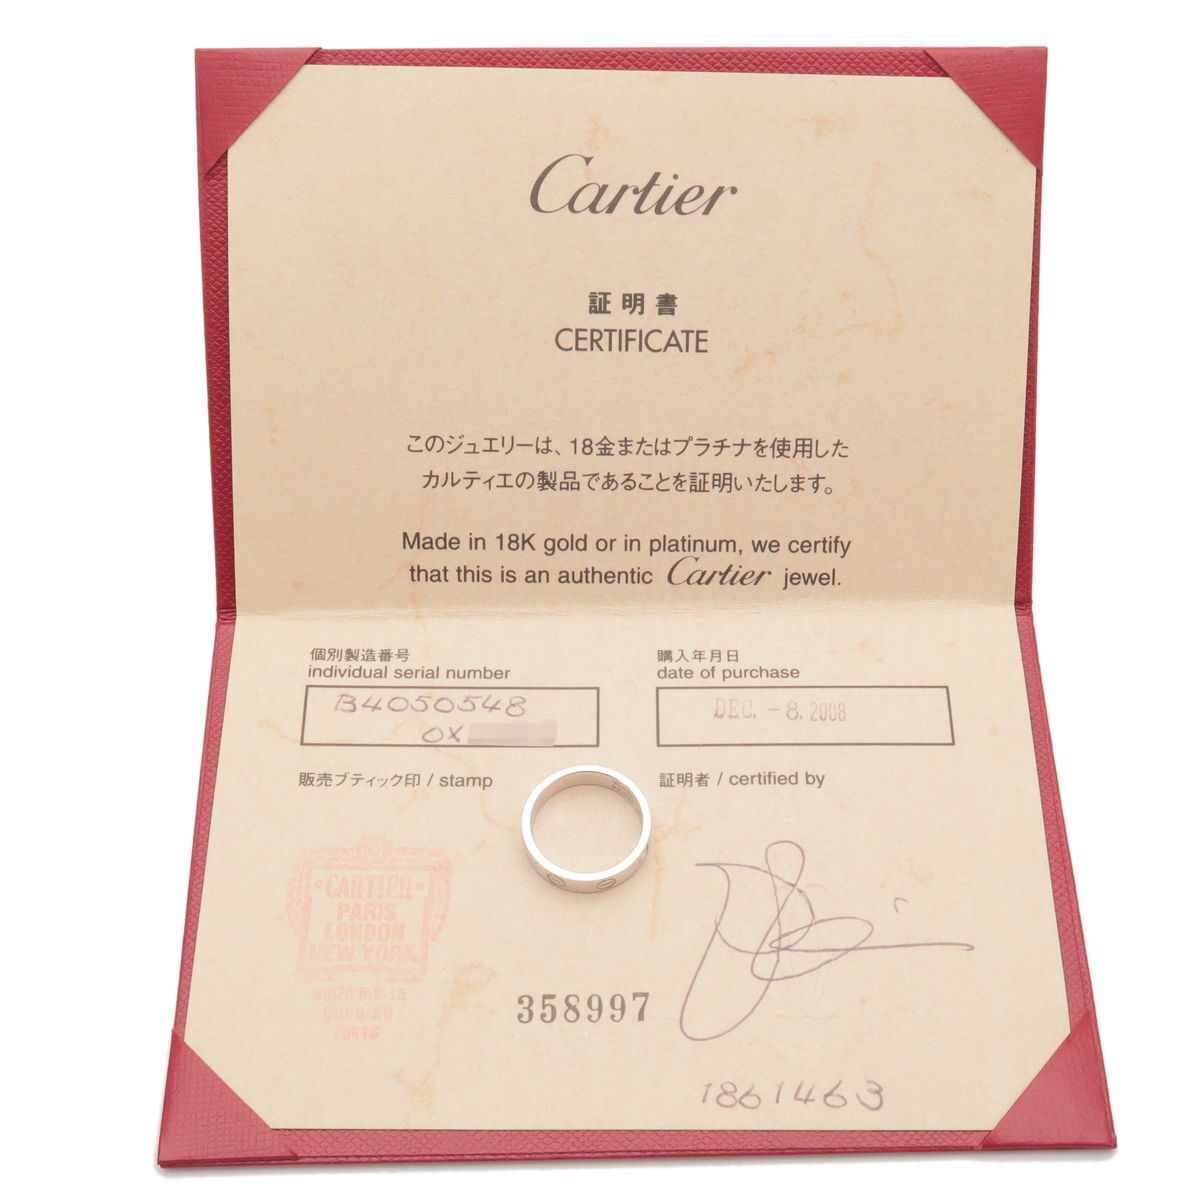 Cartier
証明書
CERTIFICATE
このジュエリーは、18金またはプラチナを使用した
カルティエの製品であることを証明いたします。
Made in 18K gold or in platinum, we certify
that this is an authentic Cartier jewel.
個別製造番号
individual serial number
B4050548
OX
購入年月日
date of purchase
DEC. -8. 2008
販売ブティック印 / stamp
証明者 / certified by
CARTIER
PARIS
LONDON
NEW YORK
5-5-15
TOKYO
358997
1861463